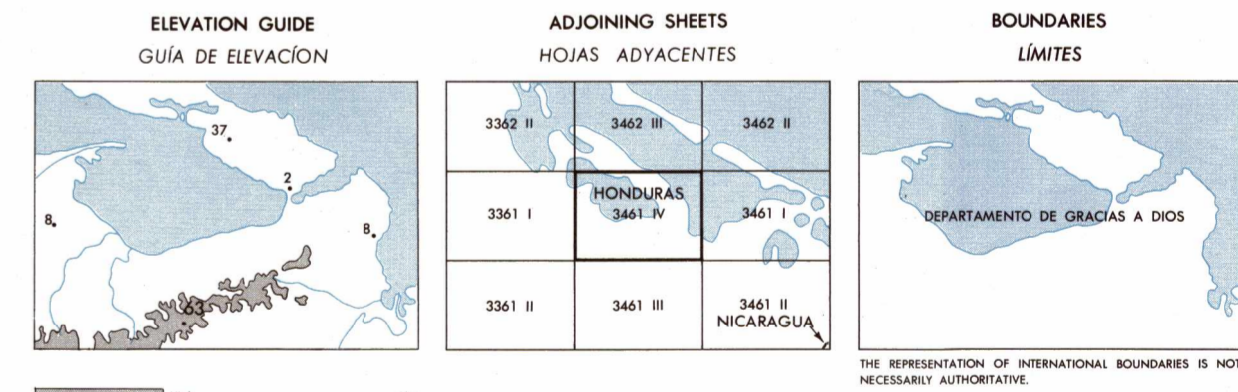 ELEVATION GUIDE
GUÍA DE ELEVACÍON
37
2
8
8
63
ADJOINING SHEETS
HOJAS ADYACENTES
3362 II
3462 III
3462 II
3361 I
HONDURAS
3461 IV
3461 I
3361 II
3461 III
3461 II
NICARAGUA
BOUNDARIES
LÍMITES
DEPARTAMENTO DE GRACIAS A DIOS
THE REPRESENTATION OF INTERNATIONAL BOUNDARIES IS NOT
NECESSARILY AUTHORITATIVE.